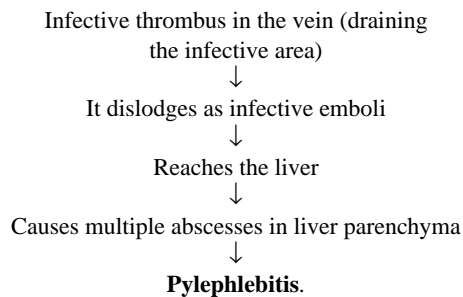 Infective thrombus in the vein (draining
the infective area)
↓
It dislodges as infective emboli
↓
Reaches the liver
↓
Causes multiple abscesses in liver parenchyma
↓
Pylephlebitis.